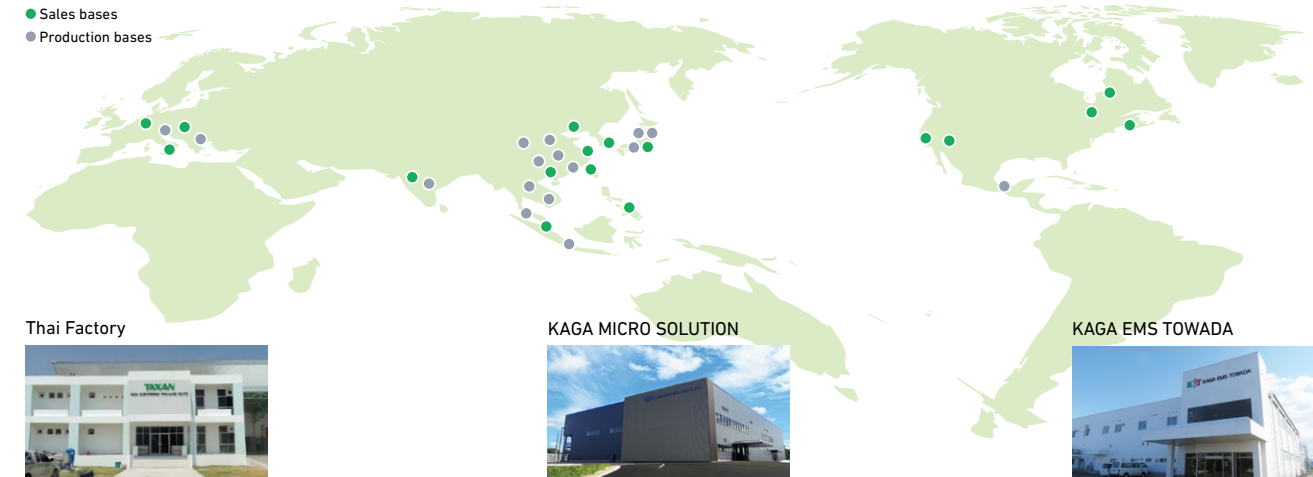 Sales bases
Production bases
Thai Factory
KAGA MICRO SOLUTION
KAGA EMS TOWADA
TAXAN
KAGA EMS TOWADA